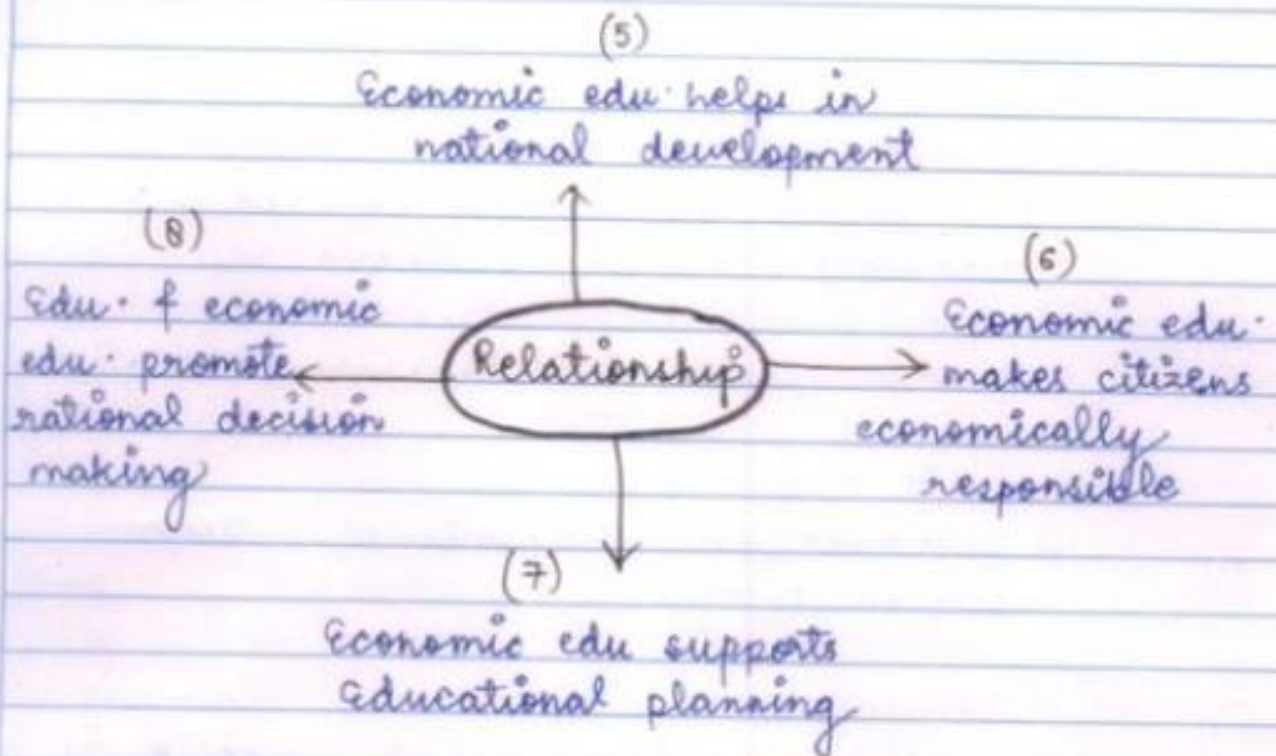 (5)
Economic edu. helps in
national development
(8)
Edu. f economic
edu. promote
rational decision
making
Relationship
(6)
Economic edu.
makes citizens
economically
responsible
(7)
Economic edu supports
Educational planning